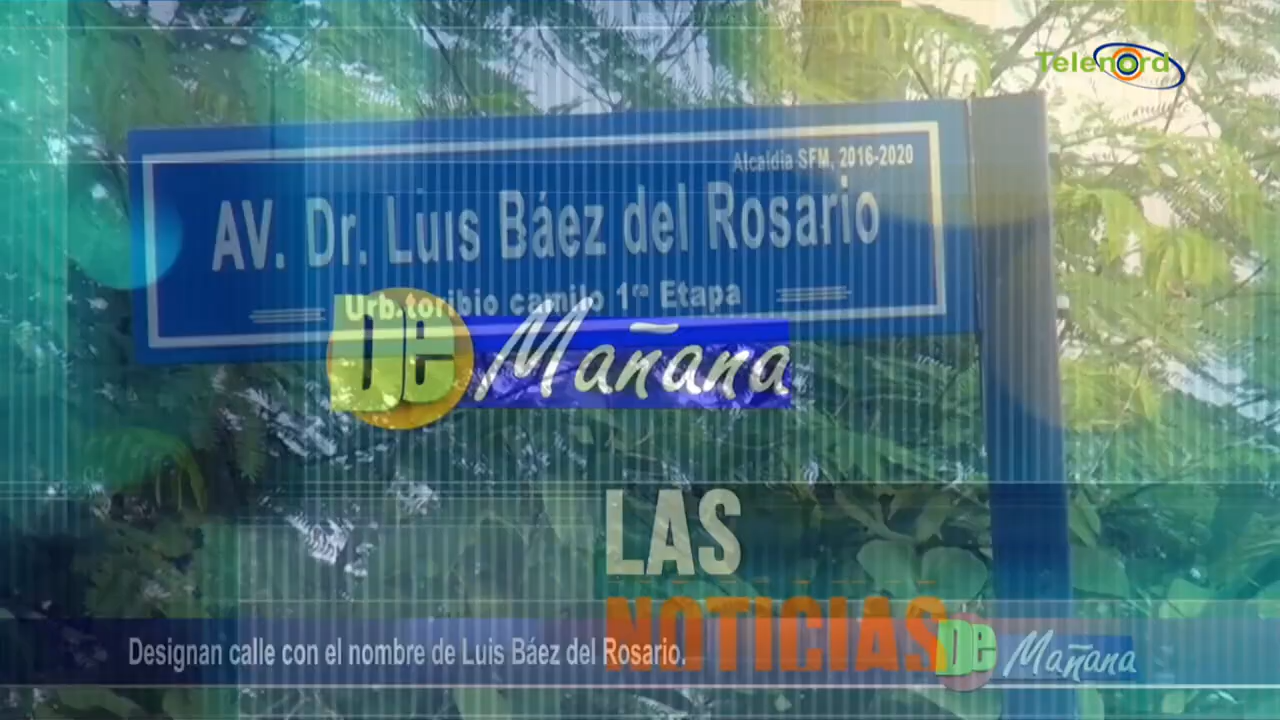 Telenord
Alcaldía SFM, 2016-2020
AV. Dr. Luis Báez del Rosario
Urb.toribio camilo 1ra Etapa
De Mañana
LAS
NOTICIAS
De Mañana
Designan calle con el nombre de Luis Báez del Rosario.